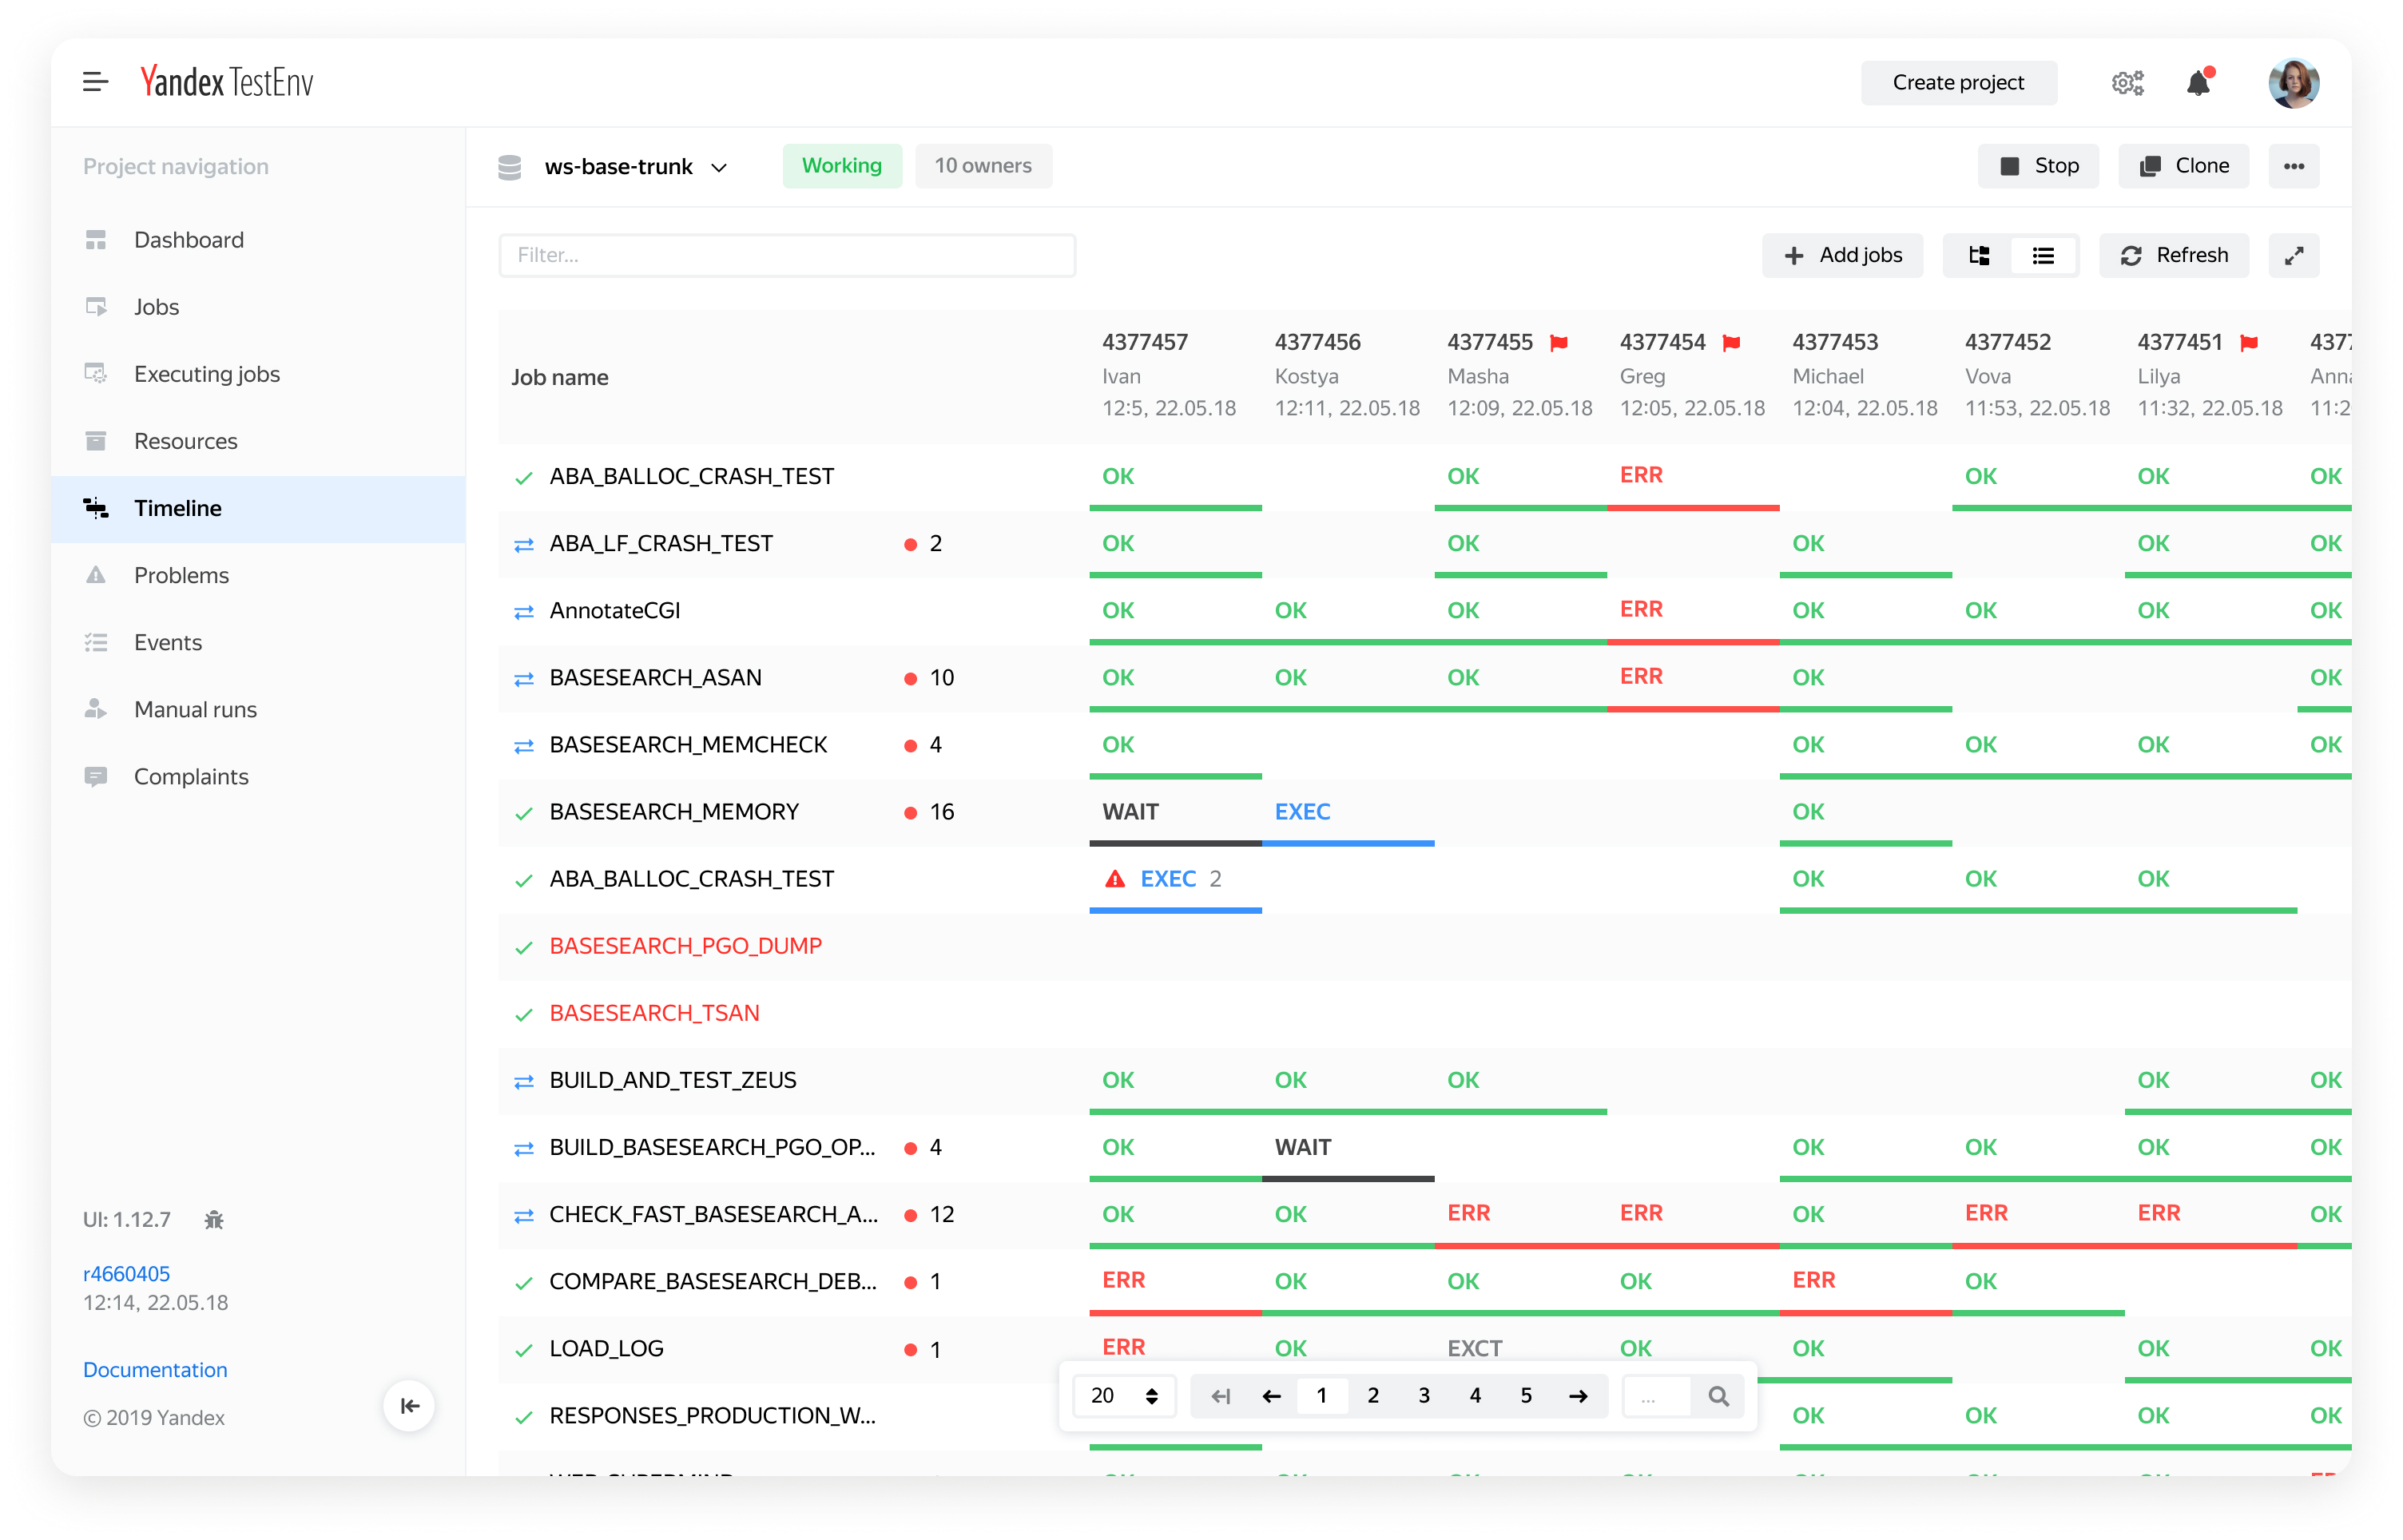 Yandex TestEnv
Create project
Project navigation
Dashboard
Jobs
Executing jobs
Resources
Timeline
Problems
Events
Manual runs
Complaints
UI: 1.12.7
r4660405
12:14, 22.05.18
Documentation
© 2019 Yandex
ws-base-trunk Working 10 owners Stop Clone
Filter... Add jobs Refresh
4377457 4377456 4377455 4377454 4377453 4377452 4377451
Job name Ivan Kostya Masha Greg Michael Vova Lilya
12:5, 22.05.18 12:11, 22.05.18 12:09, 22.05.18 12:05, 22.05.18 12:04, 22.05.18 11:53, 22.05.18 11:32, 22.05.18
ABA_BALLOC_CRASH_TEST OK OK ERR OK OK OK
ABA_LF_CRASH_TEST 2 OK OK OK OK OK
AnnotateCGI OK OK OK ERR OK OK OK OK
BASESEARCH_ASAN 10 OK OK OK ERR OK OK
BASESEARCH_MEMCHECK 4 OK OK OK OK OK
BASESEARCH_MEMORY 16 WAIT EXEC OK
ABA_BALLOC_CRASH_TEST EXEC 2 OK OK OK
BASESEARCH_PGO_DUMP
BASESEARCH_TSAN
BUILD_AND_TEST_ZEUS OK OK OK OK OK
BUILD_BASESEARCH_PGO_OP... 4 OK WAIT OK OK OK OK
CHECK_FAST_BASESEARCH_A... 12 OK OK ERR ERR OK ERR ERR OK
COMPARE_BASESEARCH_DEB... 1 ERR OK OK OK ERR OK
LOAD_LOG 1 ERR OK EXCT OK OK OK OK
RESPONSES_PRODUCTION_W... OK OK OK OK
20 1 2 3 4 5 ...